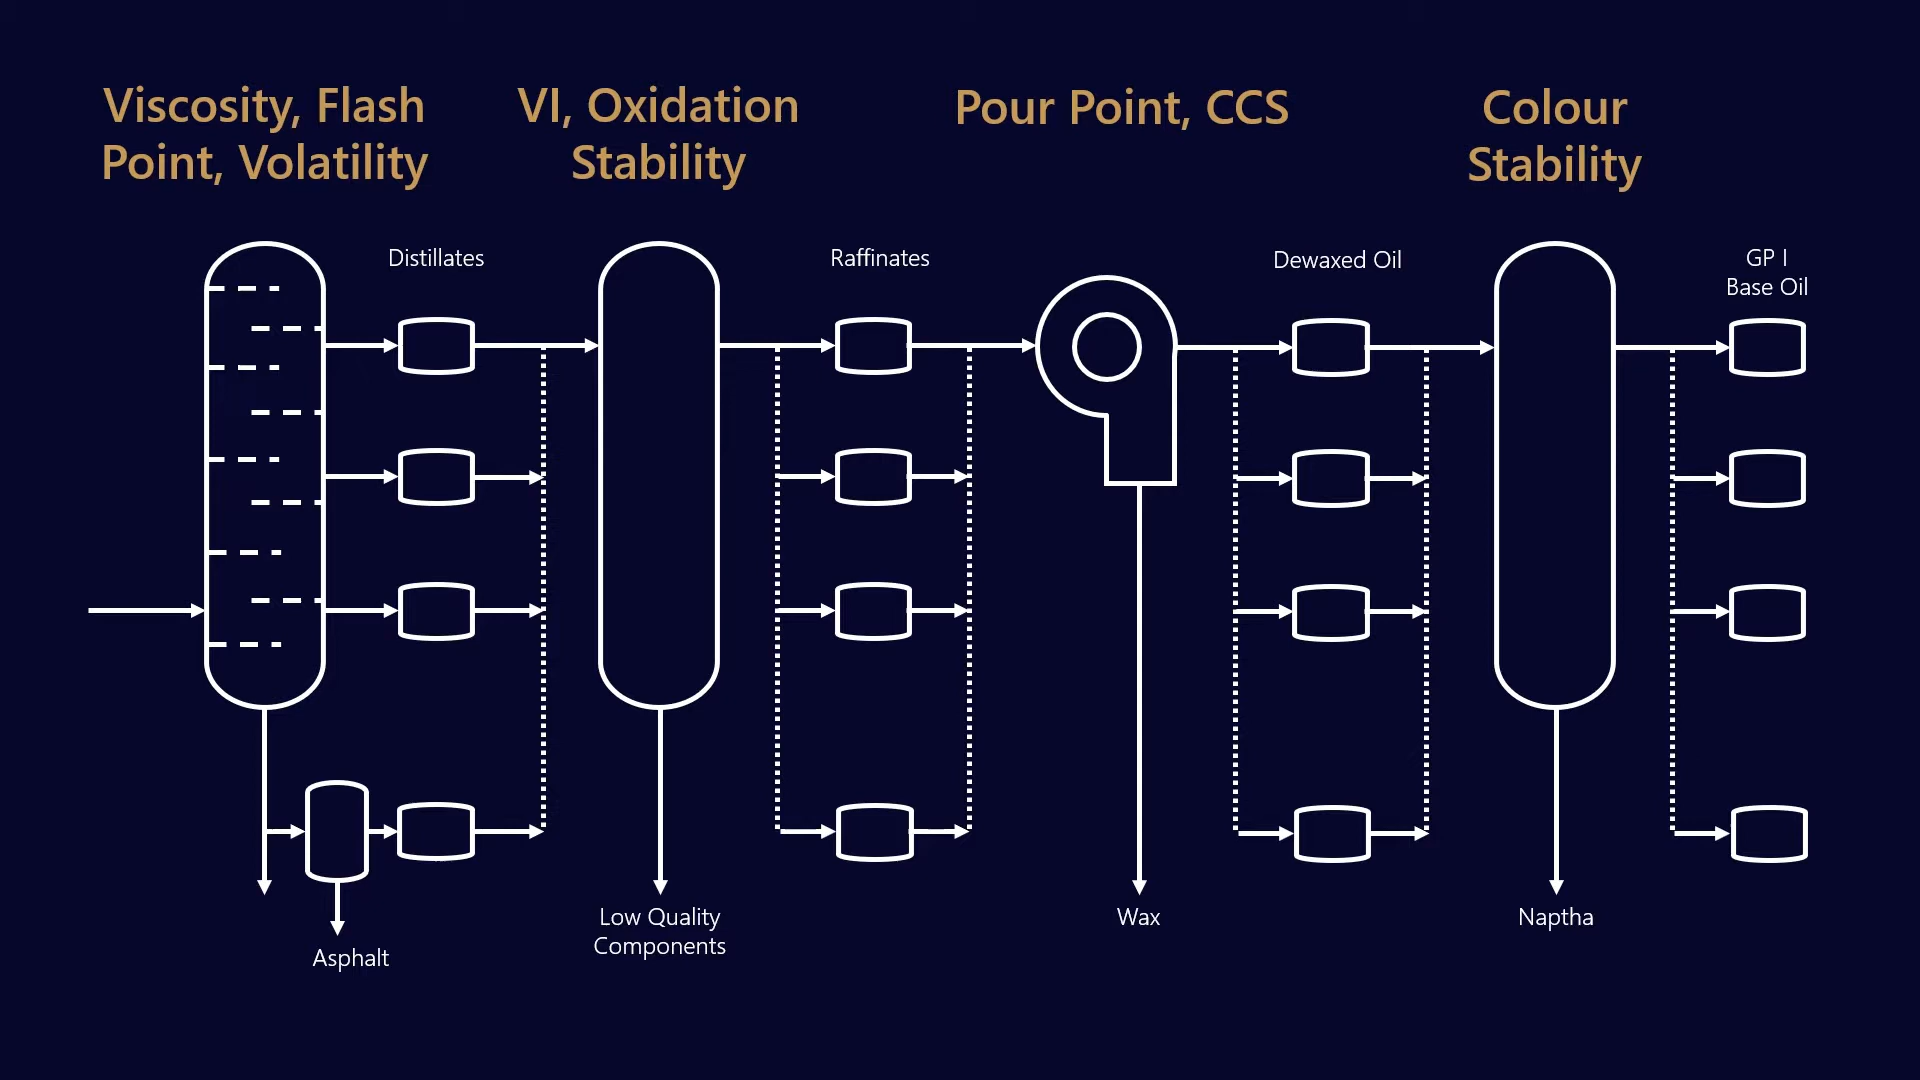 Viscosity, Flash
Point, Volatility
VI, Oxidation
Stability
Pour Point, CCS
Colour
Stability
Distillates
Raffinates
Dewaxed Oil
GP I
Base Oil
Low Quality
Components
Wax
Naptha
Asphalt